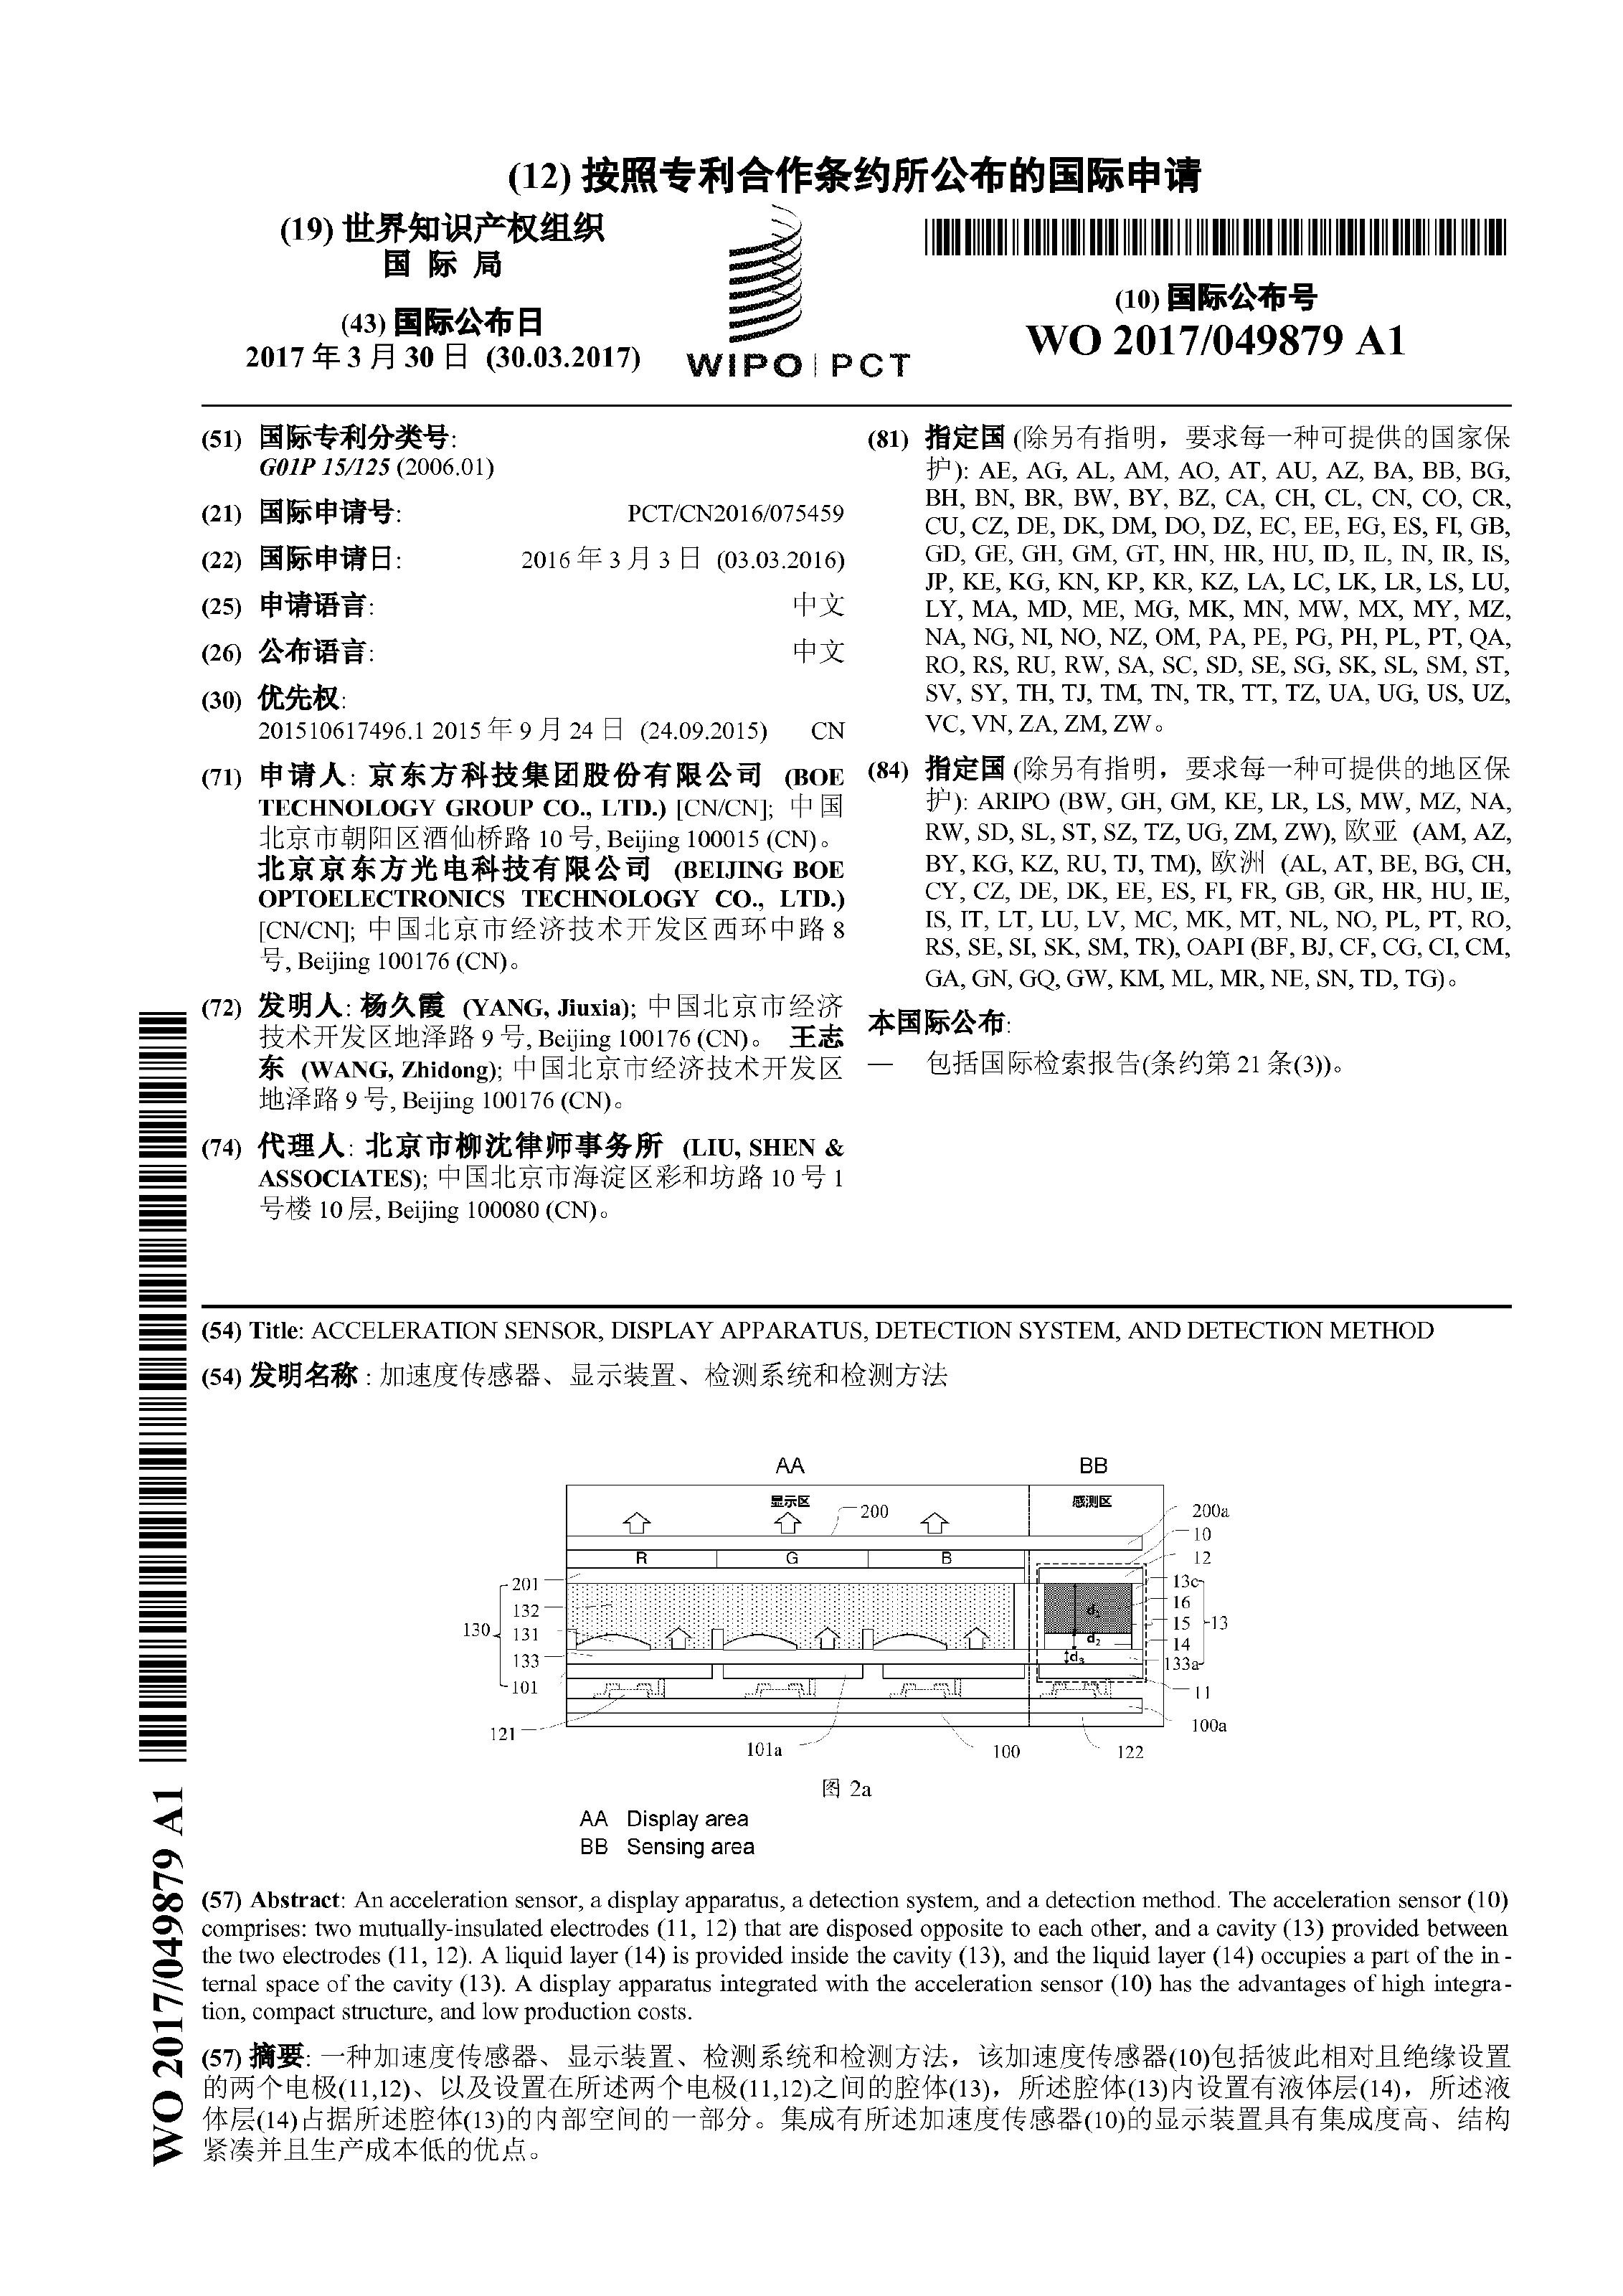 (12) 按照专利合作条约所公布的国际申请
(19) 世界知识产权组织
国 际 局
(43) 国际公布日
2017 年 3 月 30 日 (30.03.2017)
WIPO | PCT
(10) 国际公布号
WO 2017/049879 A1
(51) 国际专利分类号:
G01P 15/125 (2006.01)
(21) 国际申请号: PCT/CN2016/075459
(22) 国际申请日: 2016 年 3 月 3 日 (03.03.2016)
(25) 申请语言: 中文
(26) 公布语言: 中文
(30) 优先权:
201510617496.1 2015 年 9 月 24 日 (24.09.2015) CN
(71) 申请人: 京东方科技集团股份有限公司 (BOE
TECHNOLOGY GROUP CO., LTD.) [CN/CN]; 中国
北京市朝阳区酒仙桥路 10 号, Beijing 100015 (CN)。
北京京东方光电科技有限公司 (BEIJING BOE
OPTOELECTRONICS TECHNOLOGY CO., LTD.)
[CN/CN]; 中国北京市经济技术开发区西环中路 8
号, Beijing 100176 (CN)。
(72) 发明人: 杨久霞 (YANG, Jiuxia); 中国北京市经济
技术开发区地泽路 9 号, Beijing 100176 (CN)。 王志
东 (WANG, Zhidong); 中国北京市经济技术开发区
地泽路 9 号, Beijing 100176 (CN)。
(74) 代理人: 北京市柳沈律师事务所 (LIU, SHEN &
ASSOCIATES); 中国北京市海淀区彩和坊路 10 号 1
号楼 10 层, Beijing 100080 (CN)。
(81) 指定国 (除另有指明，要求每一种可提供的国家保
护): AE, AG, AL, AM, AO, AT, AU, AZ, BA, BB, BG,
BH, BN, BR, BW, BY, BZ, CA, CH, CL, CN, CO, CR,
CU, CZ, DE, DK, DM, DO, DZ, EC, EE, EG, ES, FI, GB,
GD, GE, GH, GM, GT, HN, HR, HU, ID, IL, IN, IR, IS,
JP, KE, KG, KN, KP, KR, KZ, LA, LC, LK, LR, LS, LU,
LY, MA, MD, ME, MG, MK, MN, MW, MX, MY, MZ,
NA, NG, NI, NO, NZ, OM, PA, PE, PG, PH, PL, PT, QA,
RO, RS, RU, RW, SA, SC, SD, SE, SG, SK, SL, SM, ST,
SV, SY, TH, TJ, TM, TN, TR, TT, TZ, UA, UG, US, UZ,
VC, VN, ZA, ZM, ZW。
(84) 指定国 (除另有指明，要求每一种可提供的地区保
护): ARIPO (BW, GH, GM, KE, LR, LS, MW, MZ, NA,
RW, SD, SL, ST, SZ, TZ, UG, ZM, ZW), 欧亚 (AM, AZ,
BY, KG, KZ, RU, TJ, TM), 欧洲 (AL, AT, BE, BG, CH,
CY, CZ, DE, DK, EE, ES, FI, FR, GB, GR, HR, HU, IE,
IS, IT, LT, LU, LV, MC, MK, MT, NL, NO, PL, PT, RO,
RS, SE, SI, SK, SM, TR), OAPI (BF, BJ, CF, CG, CI, CM,
GA, GN, GQ, GW, KM, ML, MR, NE, SN, TD, TG)。
本国际公布:
— 包括国际检索报告(条约第 21 条(3))。
(54) Title: ACCELERATION SENSOR, DISPLAY APPARATUS, DETECTION SYSTEM, AND DETECTION METHOD
(54) 发明名称 : 加速度传感器、显示装置、检测系统和检测方法
AA BB
显示区 感测区
200 200a
10
R G B 12
201 13c
132 d1 16
130 131 15 13
d2 14
133 d3 133a
101 11
121 101a 100 122 100a
图 2a
AA Display area
BB Sensing area
(57) Abstract: An acceleration sensor, a display apparatus, a detection system, and a detection method. The acceleration sensor (10)
comprises: two mutually-insulated electrodes (11, 12) that are disposed opposite to each other, and a cavity (13) provided between
the two electrodes (11, 12). A liquid layer (14) is provided inside the cavity (13), and the liquid layer (14) occupies a part of the in-
ternal space of the cavity (13). A display apparatus integrated with the acceleration sensor (10) has the advantages of high integra-
tion, compact structure, and low production costs.
(57) 摘要: 一种加速度传感器、显示装置、检测系统和检测方法，该加速度传感器(10)包括彼此相对且绝缘设置
的两个电极(11,12)、以及设置在所述两个电极(11,12)之间的腔体(13)，所述腔体(13)内设置有液体层(14)，所述液
体层(14)占据所述腔体(13)的内部空间的一部分。集成有所述加速度传感器(10)的显示装置具有集成度高、结构
紧凑并且生产成本低的优点。
WO 2017/049879 A1